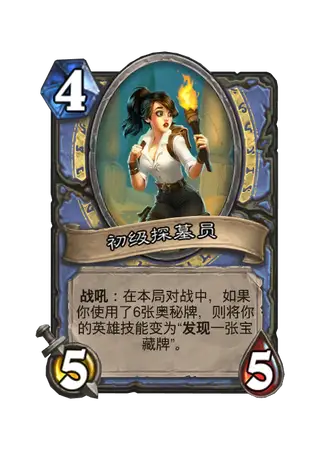 4
初级探墓员
战吼：在本局对战中，如果
你使用了6张奥秘牌，则将你
的英雄技能变为“发现一张宝
藏牌”。
5
5